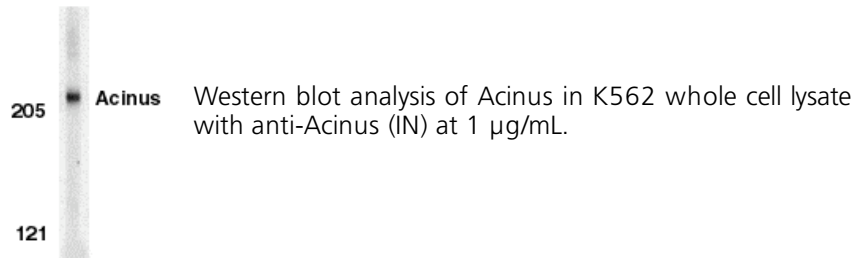 205
Acinus
Western blot analysis of Acinus in K562 whole cell lysate
with anti-Acinus (IN) at 1 µg/mL.
121